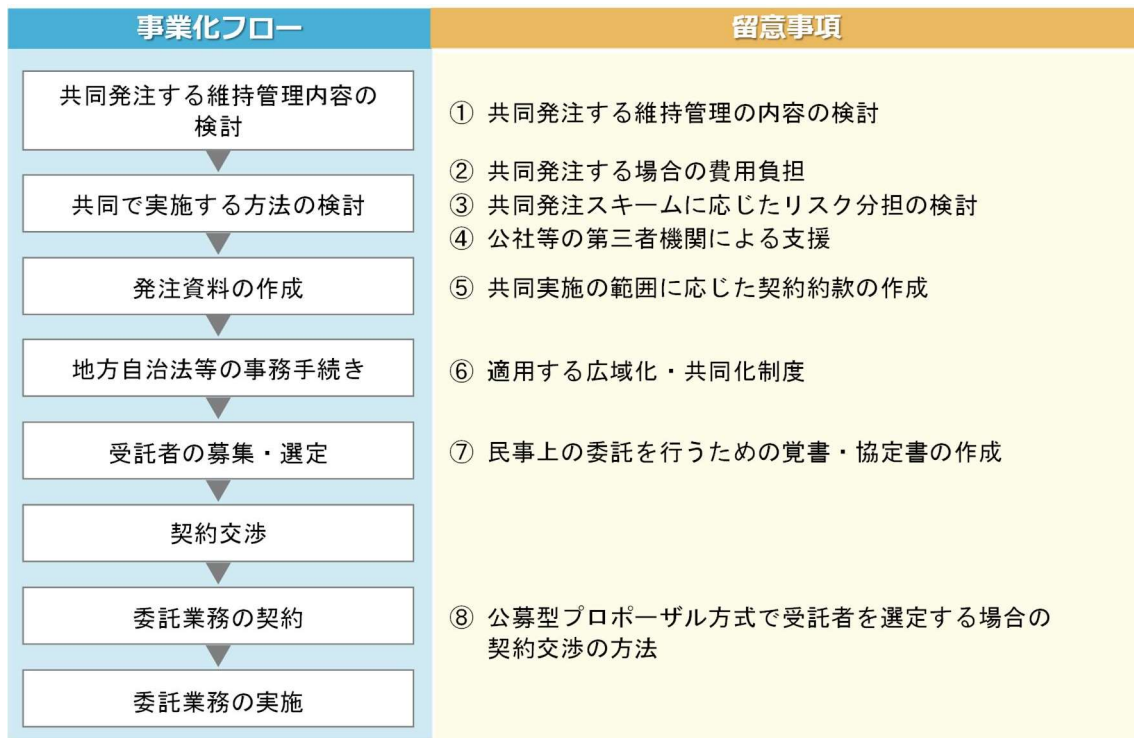 事業化フロー
留意事項
共同発注する維持管理内容の
検討
① 共同発注する維持管理の内容の検討
共同で実施する方法の検討
② 共同発注する場合の費用負担
③ 共同発注スキームに応じたリスク分担の検討
④ 公社等の第三者機関による支援
発注資料の作成
⑤ 共同実施の範囲に応じた契約約款の作成
地方自治法等の事務手続き
⑥ 適用する広域化・共同化制度
受託者の募集・選定
⑦ 民事上の委託を行うための覚書・協定書の作成
契約交渉
委託業務の契約
⑧ 公募型プロポーザル方式で受託者を選定する場合の
契約交渉の方法
委託業務の実施